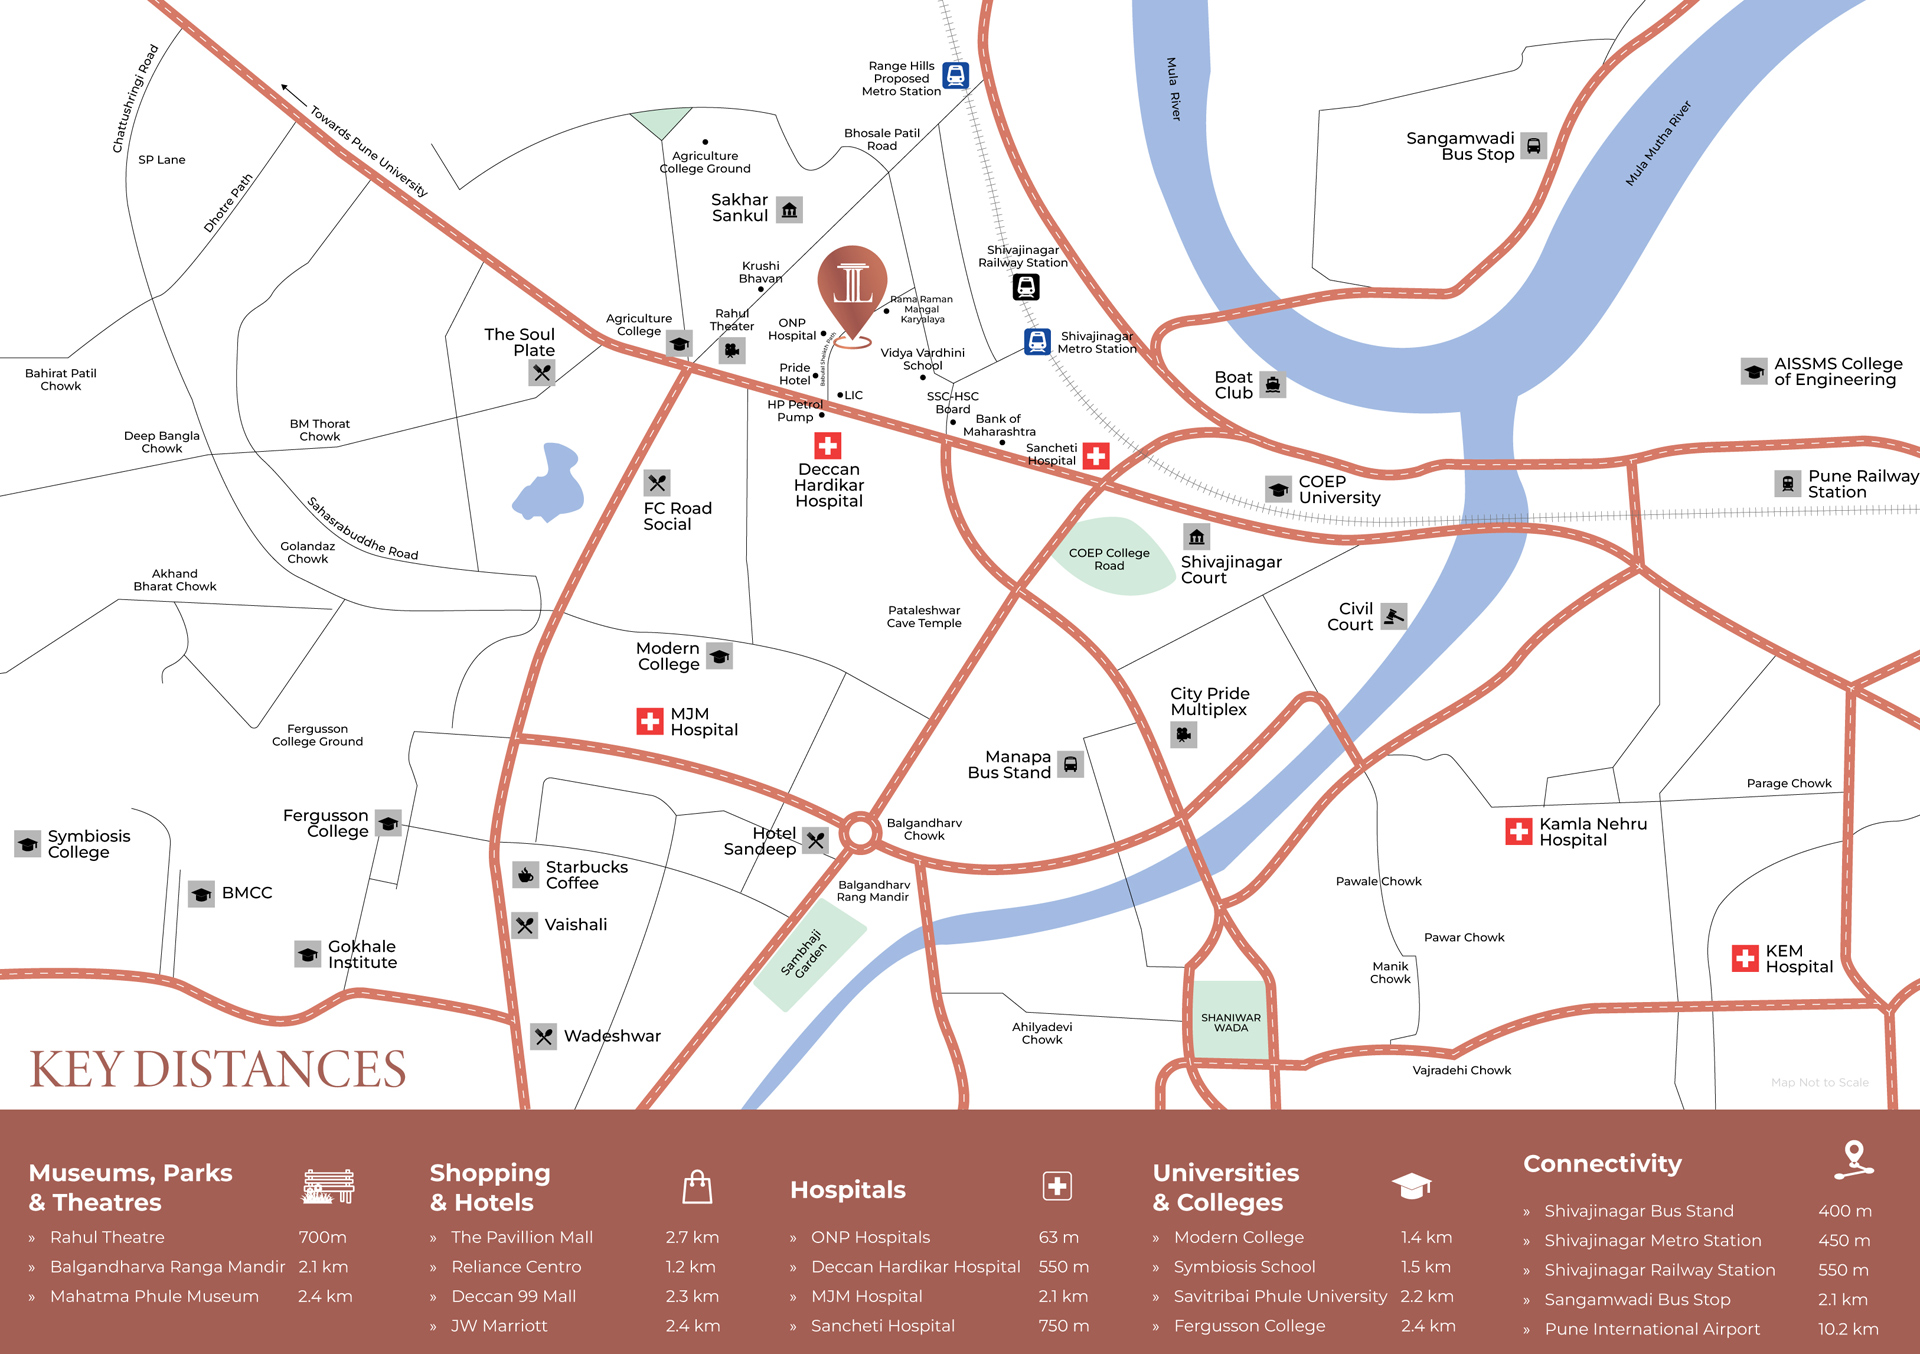 Range Hills
Proposed
Metro Station
Mula River
Chattushringi Road
Towards Pune University
Mula Mutha River
Bhosale Patil
Road
Sangamwadi
Bus Stop
SP Lane
Agriculture
College Ground
Dhotre Path
Sakhar
Sankul
Shivajinagar
Railway Station
Krushi
Bhavan
Rama Raman
Mangal
Karyalaya
Agriculture
College
Rahul
Theater
ONP
Hospital
Babulal Sheikh Path
The Soul
Plate
Shivajinagar
Metro Station
Vidya Vardhini
School
Bahirat Patil
Chowk
Pride
Hotel
Boat
Club
AISSMS College
of Engineering
LIC
HP Petrol
Pump
SSC-HSC
Board
Bank of
Maharashtra
BM Thorat
Chowk
Deep Bangla
Chowk
Sancheti
Hospital
Deccan
Hardikar
Hospital
COEP
University
Pune Railway
Station
FC Road
Social
Sahasrabuddhe Road
Golandaz
Chowk
COEP College
Road
Shivajinagar
Court
Akhand
Bharat Chowk
Pataleshwar
Cave Temple
Civil
Court
Modern
College
City Pride
Multiplex
MJM
Hospital
Fergusson
College Ground
Manapa
Bus Stand
Parage Chowk
Fergusson
College
Symbiosis
College
Hotel
Sandeep
Balgandharv
Chowk
Kamla Nehru
Hospital
Starbucks
Coffee
BMCC
Balgandharv
Rang Mandir
Pawale Chowk
Vaishali
Sambhaji
Garden
Pawar Chowk
Gokhale
Institute
Manik
Chowk
KEM
Hospital
Wadeshwar
Ahilyadevi
Chowk
SHANIWAR
WADA
Vajradehi Chowk
Map Not to Scale
KEY DISTANCES
Museums, Parks
& Theatres
» Rahul Theatre 700m
» Balgandharva Ranga Mandir 2.1 km
» Mahatma Phule Museum 2.4 km
Shopping
& Hotels
» The Pavillion Mall 2.7 km
» Reliance Centro 1.2 km
» Deccan 99 Mall 2.3 km
» JW Marriott 2.4 km
Hospitals
» ONP Hospitals 63 m
» Deccan Hardikar Hospital 550 m
» MJM Hospital 2.1 km
» Sancheti Hospital 750 m
Universities
& Colleges
» Modern College 1.4 km
» Symbiosis School 1.5 km
» Savitribai Phule University 2.2 km
» Fergusson College 2.4 km
Connectivity
» Shivajinagar Bus Stand 400 m
» Shivajinagar Metro Station 450 m
» Shivajinagar Railway Station 550 m
» Sangamwadi Bus Stop 2.1 km
» Pune International Airport 10.2 km